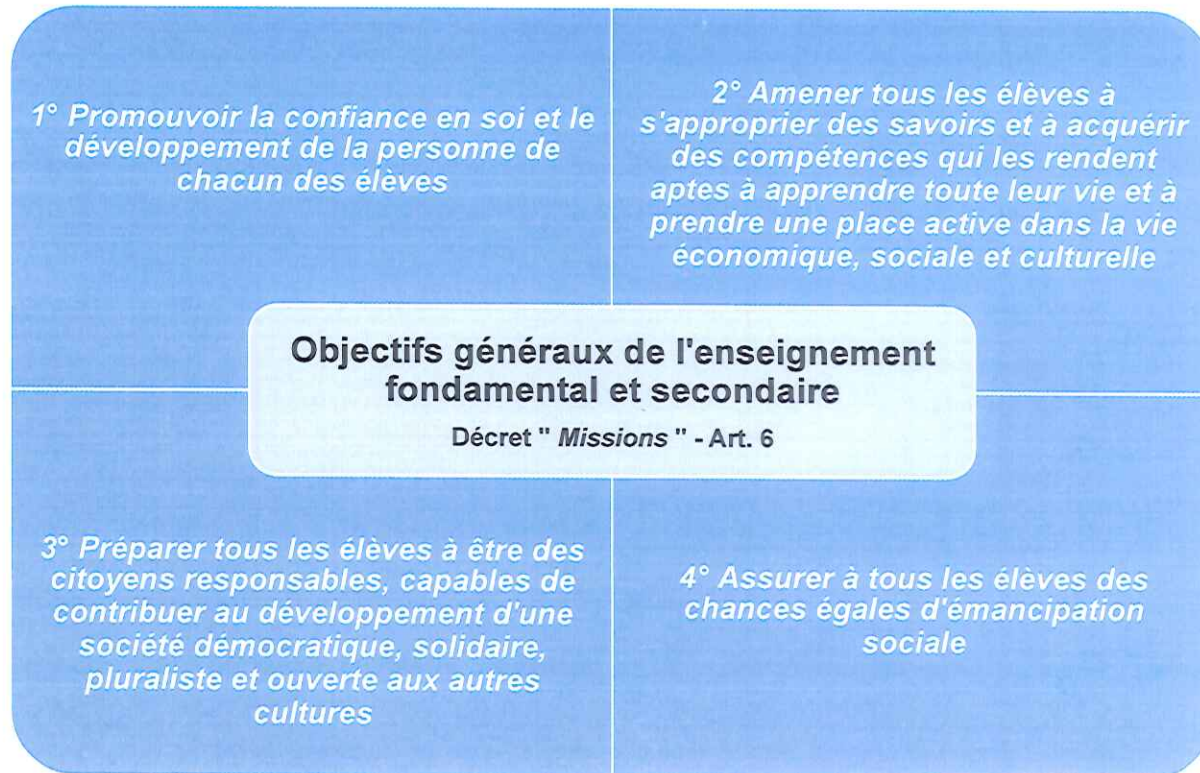 1° Promouvoir la confiance en soi et le
développement de la personne de
chacun des élèves
2° Amener tous les élèves à
s'approprier des savoirs et à acquérir
des compétences qui les rendent
aptes à apprendre toute leur vie et à
prendre une place active dans la vie
économique, sociale et culturelle
Objectifs généraux de l'enseignement
fondamental et secondaire
Décret " Missions " - Art. 6
3° Préparer tous les élèves à être des
citoyens responsables, capables de
contribuer au développement d'une
société démocratique, solidaire,
pluraliste et ouverte aux autres
cultures
4° Assurer à tous les élèves des
chances égales d'émancipation
sociale